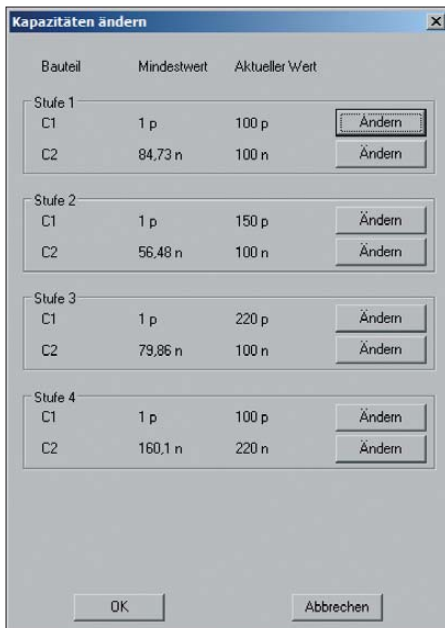 Kapazitäten ändern
Bauteil Mindestwert Aktueller Wert
Stufe 1
C1 1 p 100 p Ändern
C2 84,73 n 100 n Ändern
Stufe 2
C1 1 p 150 p Ändern
C2 56,48 n 100 n Ändern
Stufe 3
C1 1 p 220 p Ändern
C2 79,86 n 100 n Ändern
Stufe 4
C1 1 p 100 p Ändern
C2 160,1 n 220 n Ändern
OK Abbrechen